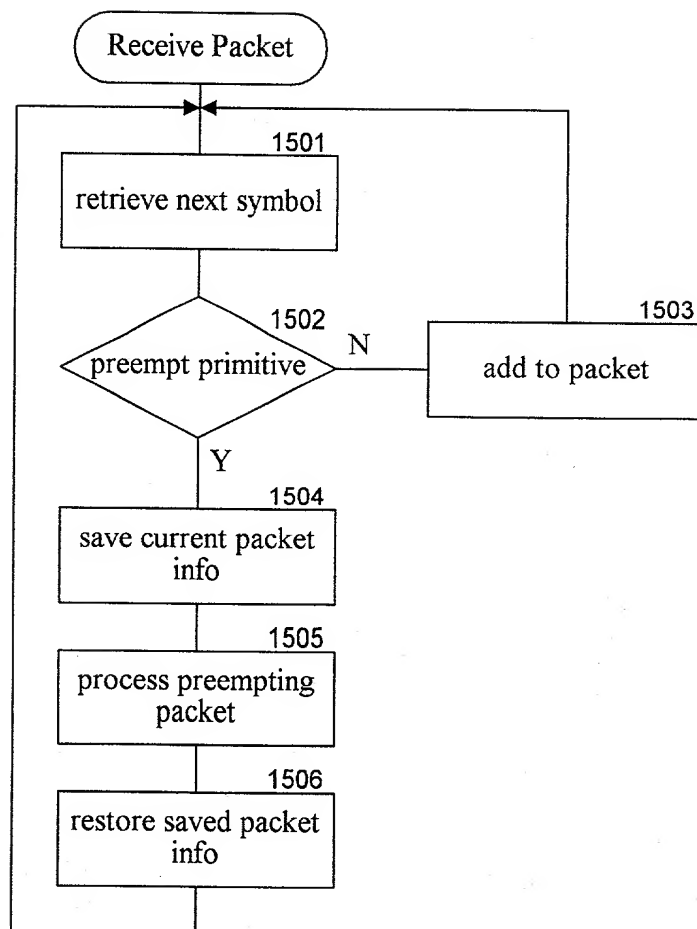 Receive Packet
1501
retrieve next symbol
1502
preempt primitive
N
1503
add to packet
Y
1504
save current packet
info
1505
process preempting
packet
1506
restore saved packet
info